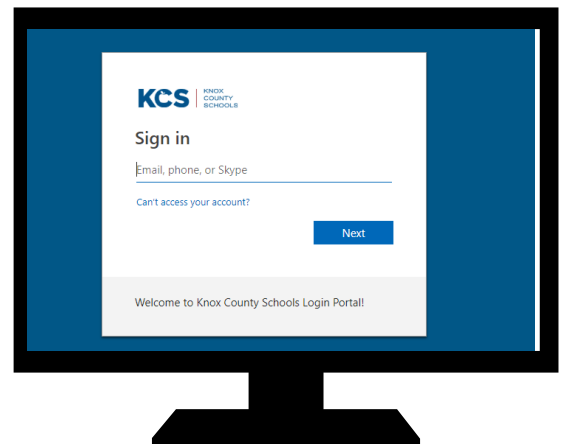 KCS KNOX
COUNTY
SCHOOLS
Sign in
Email, phone, or Skype
Can't access your account?
Next
Welcome to Knox County Schools Login Portal!